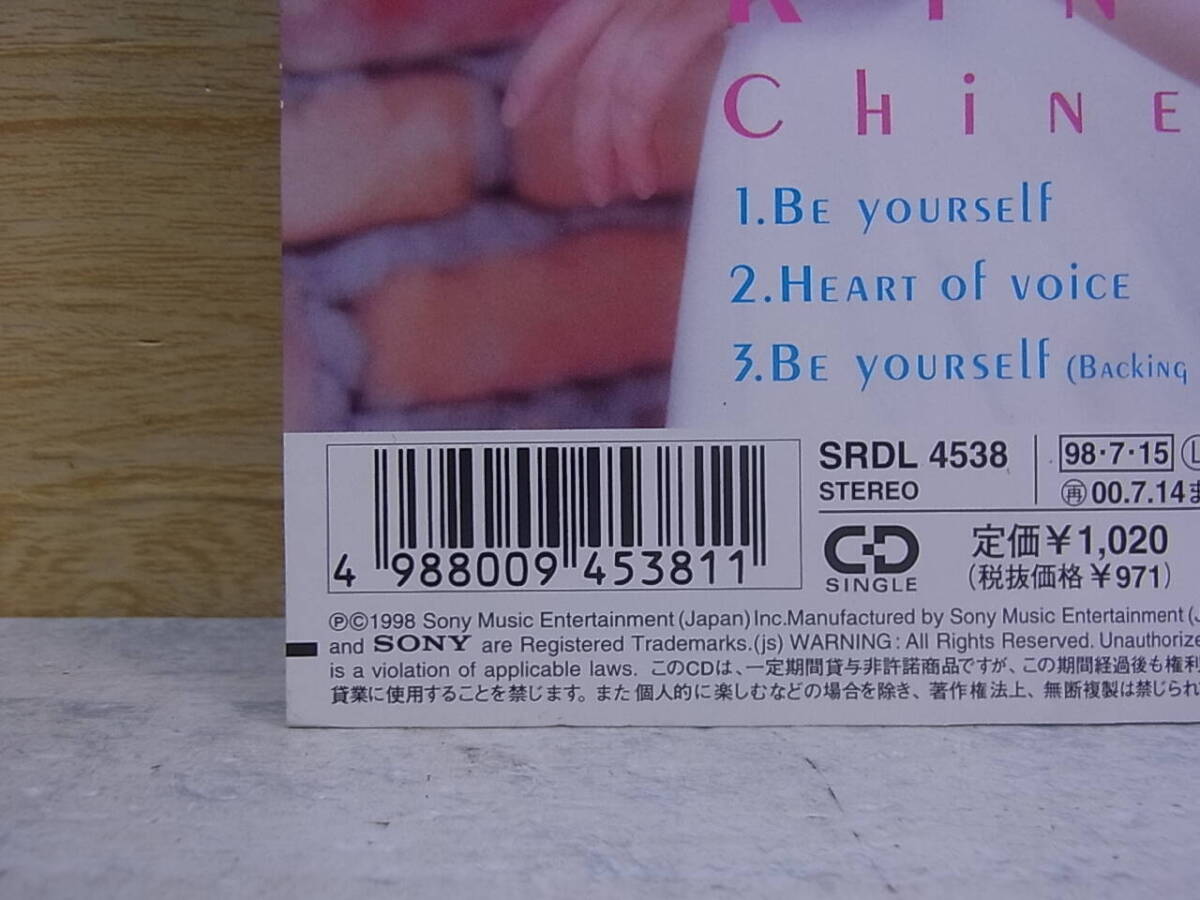 R I N
Chine
1.Be yourself
2.Heart of voice
3.Be yourself (Backing
SRDL 4538
98・7・15
STEREO
再00.7.14ま
CD
SINGLE
定価￥1,020
(税抜価格￥971)
4 988009 453811
ⓅⒸ1998 Sony Music Entertainment (Japan) Inc. Manufactured by Sony Music Entertainment (J
and SONY are Registered Trademarks.(js) WARNING: All Rights Reserved. Unauthorize
is a violation of applicable laws. このCDは、一定期間貸与非許諾商品ですが、この期間経過後も権利
貸業に使用することを禁じます。また個人的に楽しむなどの場合を除き、著作権法上、無断複製は禁じられ